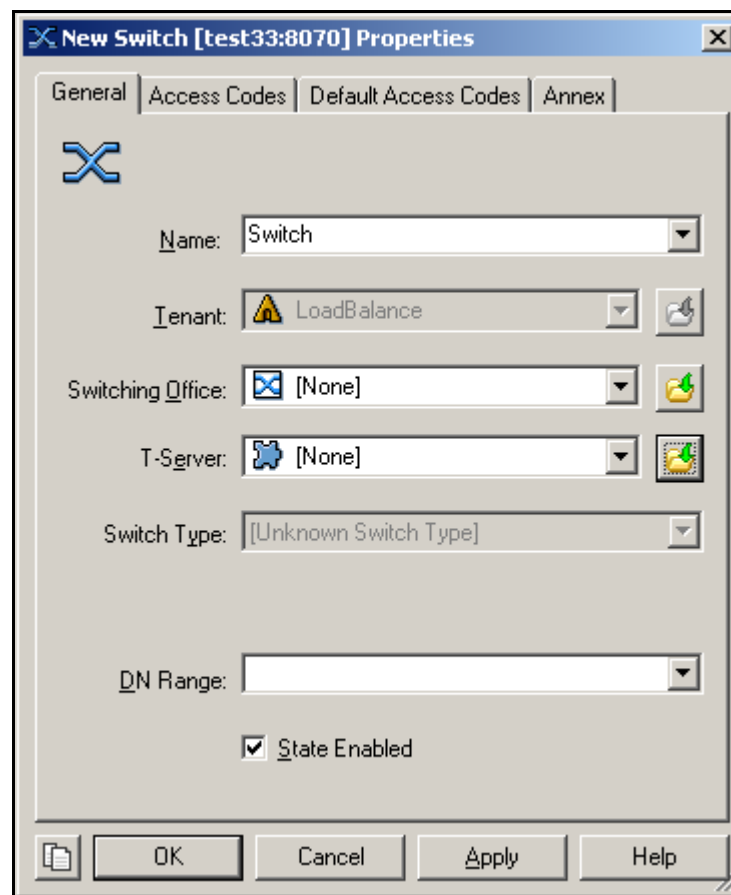 New Switch [test33:8070] Properties
General Access Codes Default Access Codes Annex
Name: Switch
Tenant: LoadBalance
Switching Office: [None]
T-Server: [None]
Switch Type: [Unknown Switch Type]
DN Range:
State Enabled
OK Cancel Apply Help